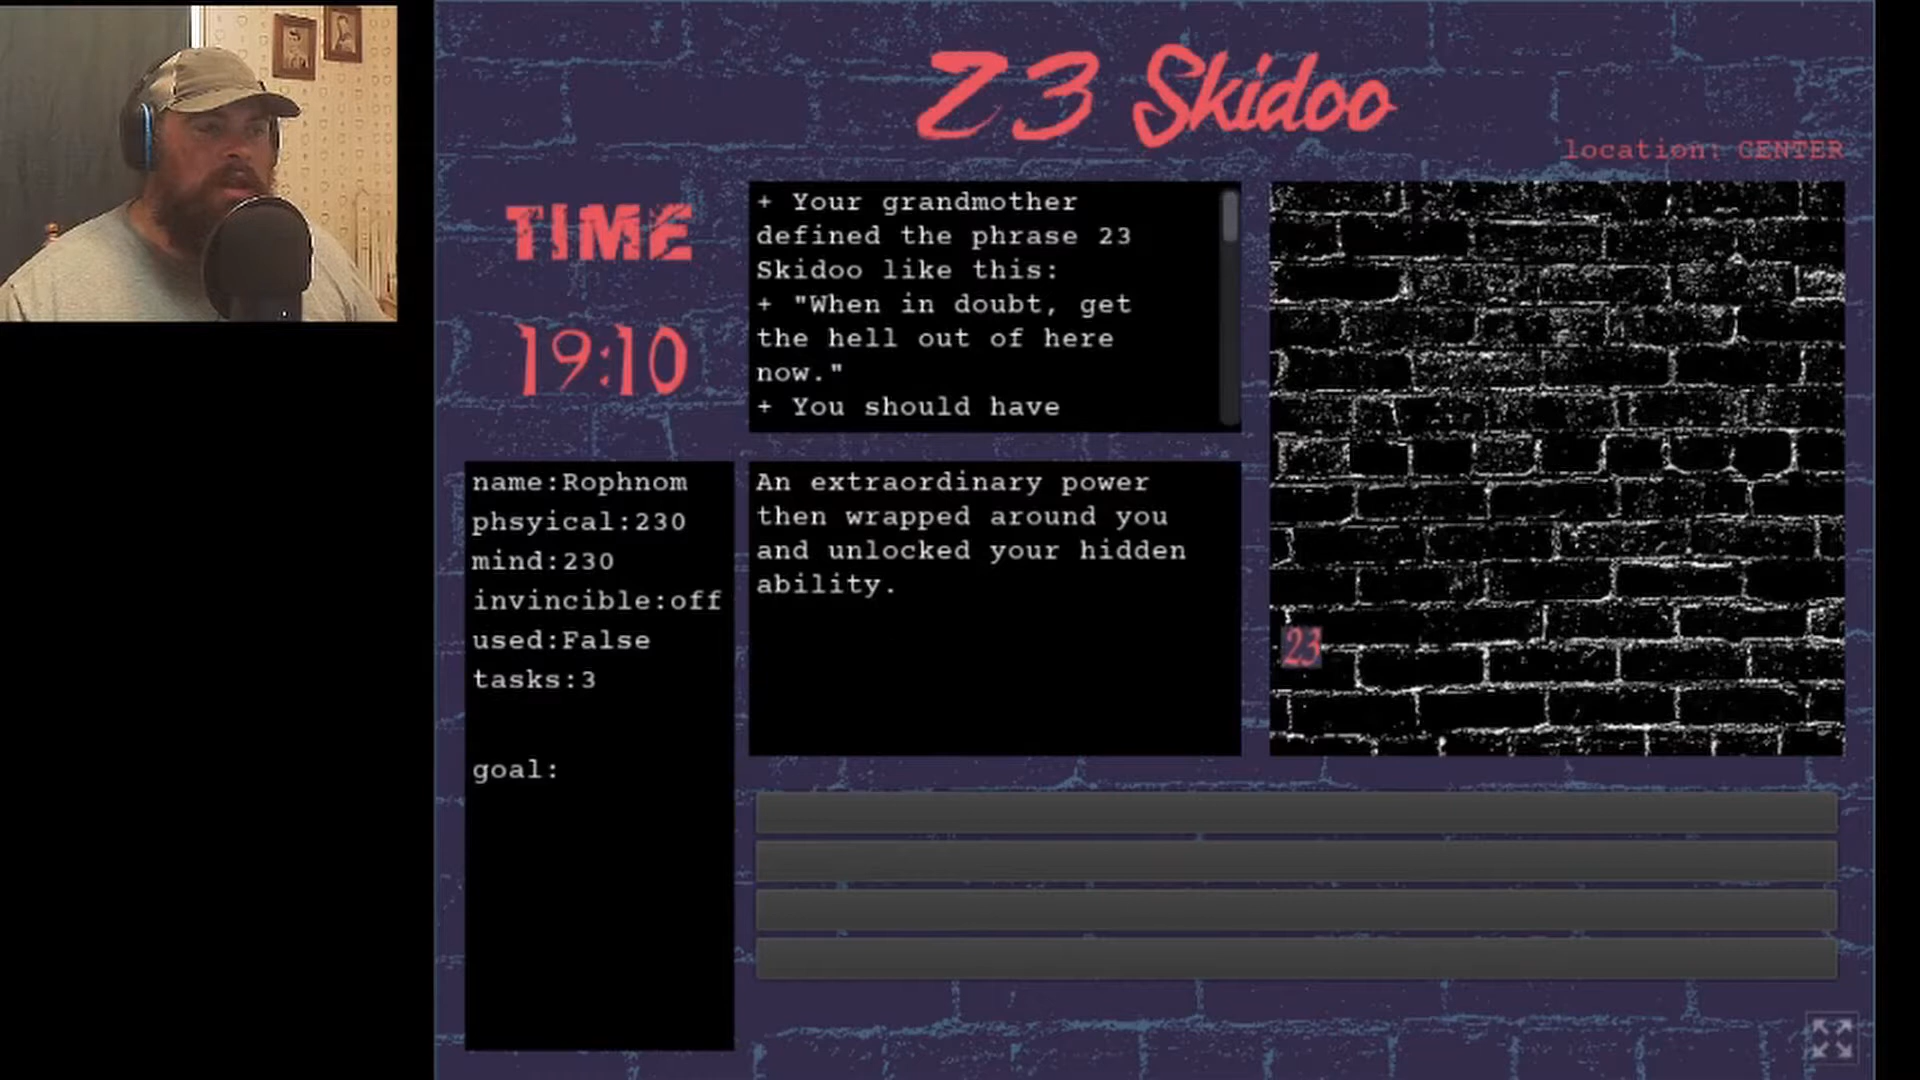 23 Skidoo
location: CENTER
TIME
19:10
+ Your grandmother
defined the phrase 23
Skidoo like this:
+ "When in doubt, get
the hell out of here
now."
+ You should have
name:Rophnom
phsyical:230
mind:230
invincible:off
used:False
tasks:3
goal:
An extraordinary power
then wrapped around you
and unlocked your hidden
ability.
23